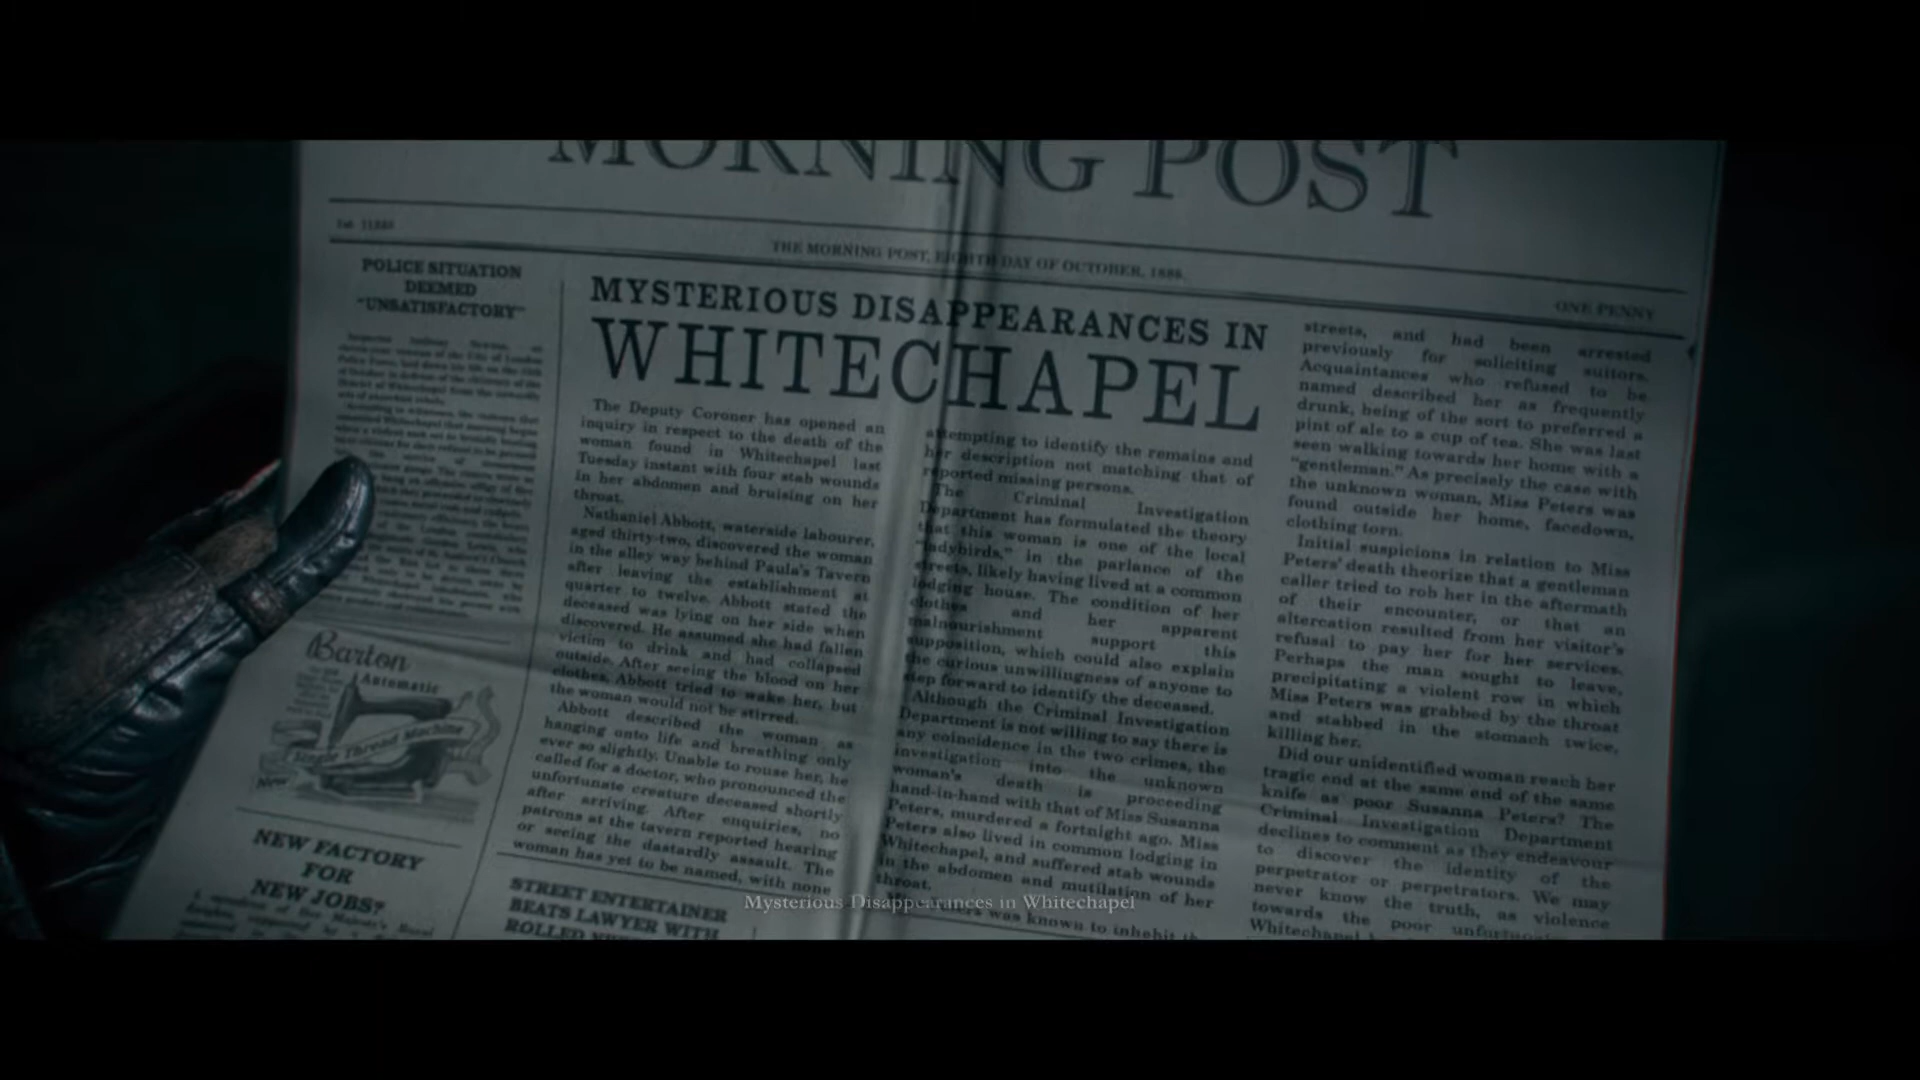 MORNING POST
THE MORNING POST, EIGHTH DAY OF OCTOBER, 1886.
ONE PENNY
POLICE SITUATION
DEEMED
"UNSATISFACTORY"
Barton
Automatic
Single Thread Machine
New
NEW FACTORY
FOR
NEW JOBS?
MYSTERIOUS DISAPPEARANCES IN
WHITECHAPEL
The Deputy Coroner has opened an
inquiry in respect to the death of the
woman found in Whitechapel last
Tuesday instant with four stab wounds
in her abdomen and bruising on her
throat.
Nathaniel Abbott, waterside labourer,
aged thirty-two, discovered the woman
in the alley way behind Paula's Tavern
after leaving the establishment at
quarter to twelve. Abbott stated the
deceased was lying on her side when
discovered. He assumed she had fallen
victim to drink and had collapsed
outside. After seeing the blood on her
clothes, Abbott tried to wake her, but
the woman would not be stirred.
Abbott described the woman as
hanging onto life and breathing only
ever so slightly. Unable to rouse her, he
called for a doctor, who pronounced the
unfortunate creature deceased shortly
after arriving. After enquiries, no
patrons at the tavern reported hearing
or seeing the dastardly assault. The
woman has yet to be named, with none
attempting to identify the remains and
her description not matching that of
reported missing persons.
The Criminal Investigation
Department has formulated the theory
that this woman is one of the local
"ladybirds," in the parlance of the
streets, likely having lived at a common
lodging house. The condition of her
clothes and her apparent
malnourishment support this
supposition, which could also explain
the curious unwillingness of anyone to
step forward to identify the deceased.
Although the Criminal Investigation
Department is not willing to say there is
any coincidence in the two crimes, the
investigation into the unknown
woman's death is proceeding
hand-in-hand with that of Miss Susanna
Peters, murdered a fortnight ago. Miss
Peters also lived in common lodging in
Whitechapel, and suffered stab wounds
in the abdomen and mutilation of her
throat.
was known to inhabit
streets, and had been arrested
previously for soliciting suitors.
Acquaintances who refused to be
named described her as frequently
drunk, being of the sort to preferred a
pint of ale to a cup of tea. She was last
seen walking towards her home with a
"gentleman." As precisely the case with
the unknown woman, Miss Peters was
found outside her home, facedown,
clothing torn.
Initial suspicions in relation to Miss
Peters' death theorize that a gentleman
caller tried to rob her in the aftermath
of their encounter, or that an
altercation resulted from her visitor's
refusal to pay her for her services.
Perhaps the man sought to leave,
precipitating a violent row in which
Miss Peters was grabbed by the throat
and stabbed in the stomach twice,
killing her.
Did our unidentified woman reach her
tragic end at the same end of the same
knife as poor Susanna Peters? The
Criminal Investigation Department
declines to comment as they endeavour
to discover the identity of the
perpetrator or perpetrators. We may
never know the truth, as violence
towards the poor
Whitechapel
STREET ENTERTAINER
BEATS LAWYER WITH
ROLLED
Mysterious Disappearances in Whitechapel